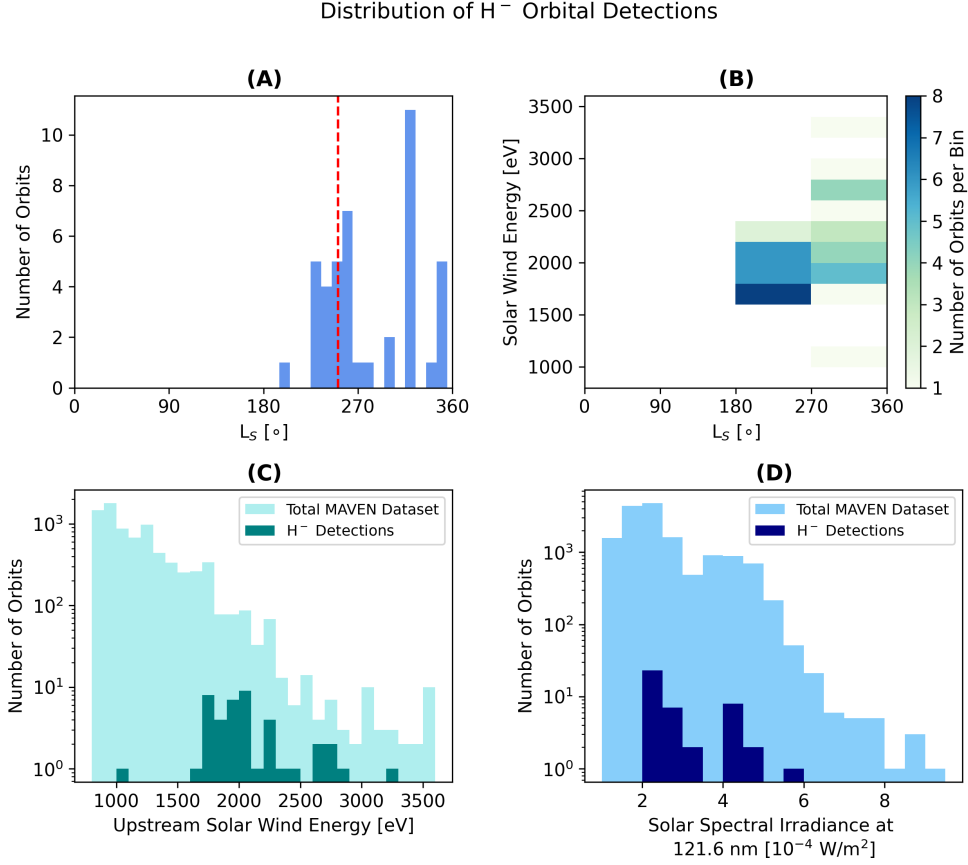 Distribution of H⁻ Orbital Detections
(A)
Number of Orbits
10
8
6
4
2
0
0 90 180 270 360
L_S [∘]
(B)
Solar Wind Energy [eV]
3500
3000
2500
2000
1500
1000
0 90 180 270 360
L_S [∘]
8
7
6
5
4
3
2
1
Number of Orbits per Bin
(C)
Number of Orbits
10³
10²
10¹
10⁰
Total MAVEN Dataset
H⁻ Detections
1000 1500 2000 2500 3000 3500
Upstream Solar Wind Energy [eV]
(D)
Number of Orbits
10³
10²
10¹
10⁰
Total MAVEN Dataset
H⁻ Detections
2 4 6 8
Solar Spectral Irradiance at
121.6 nm [10⁻⁴ W/m²]